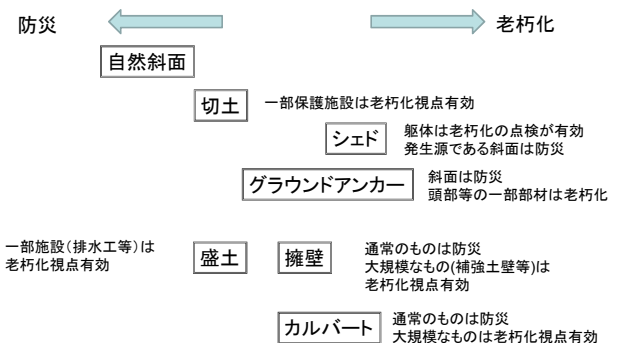 防災
老朽化
自然斜面
切土
一部保護施設は老朽化視点有効
シェド
躯体は老朽化の点検が有効
発生源である斜面は防災
グラウンドアンカー
斜面は防災
頭部等の一部部材は老朽化
一部施設(排水工等)は
老朽化視点有効
盛土
擁壁
通常のものは防災
大規模なもの(補強土壁等)は
老朽化視点有効
カルバート
通常のものは防災
大規模なものは老朽化視点有効